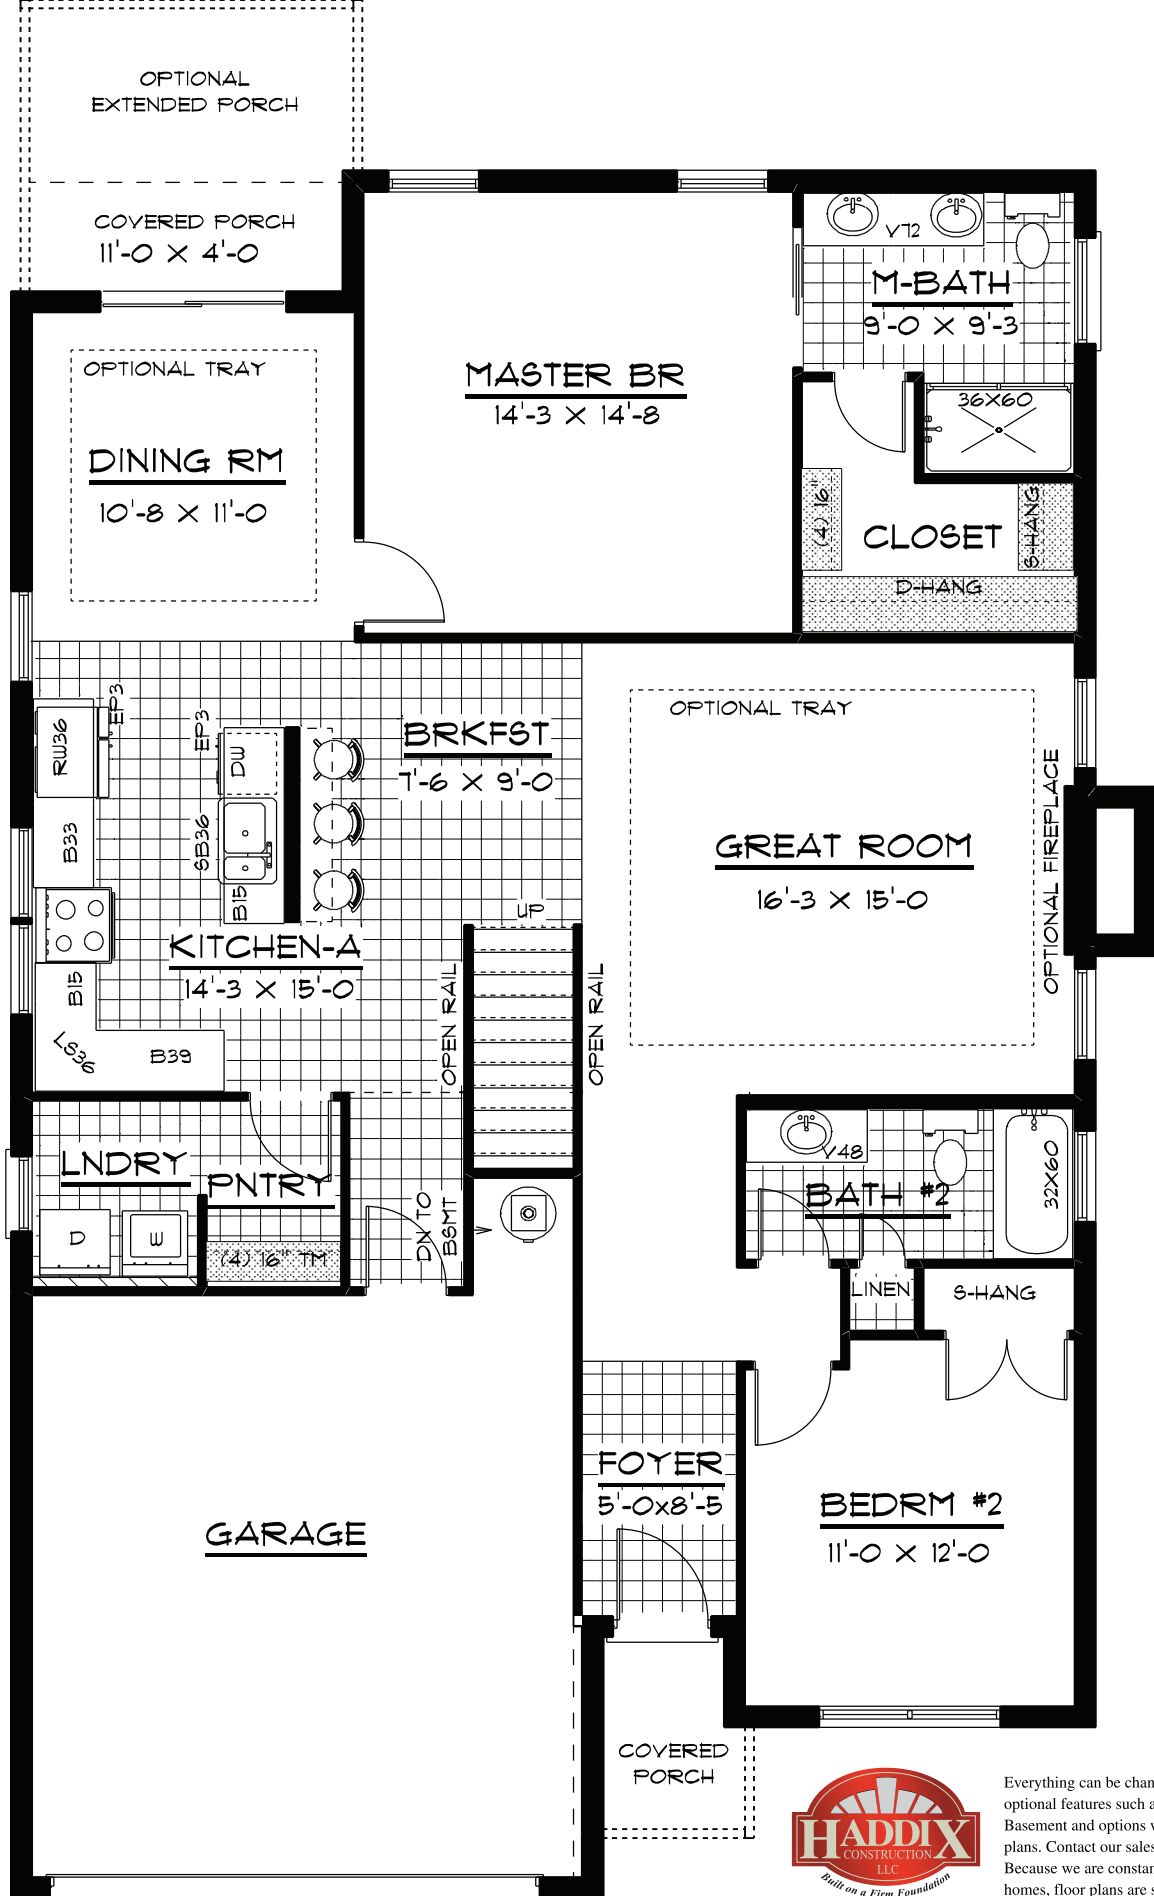 OPTIONAL
EXTENDED PORCH
COVERED PORCH
11'-0 X 4'-0
V72
M-BATH
9'-0 X 9'-3
OPTIONAL TRAY
MASTER BR
14'-3 X 14'-8
36X60
DINING RM
10'-8 X 11'-0
(4) 16"
CLOSET
S-HANG
D-HANG
EP3
RW36
EP3
DW
BRKFST
7'-6 X 9'-0
OPTIONAL TRAY
GREAT ROOM
16'-3 X 15'-0
OPTIONAL FIREPLACE
B33
SB36
B15
UP
KITCHEN-A
14'-3 X 15'-0
B15
LS36
B39
OPEN RAIL
OPEN RAIL
LNDRY
PNTRY
D
W
(4) 16" TM
DN TO
BSMT
V48
BATH #2
32X60
LINEN
S-HANG
FOYER
5'-0x8'-5
BEDRM #2
11'-0 X 12'-0
GARAGE
COVERED
PORCH
HADDIX
CONSTRUCTION
LLC
Built on a Firm Foundation
Everything can be chan
optional features such a
Basement and options w
plans. Contact our sales
Because we are constan
homes, floor plans are s